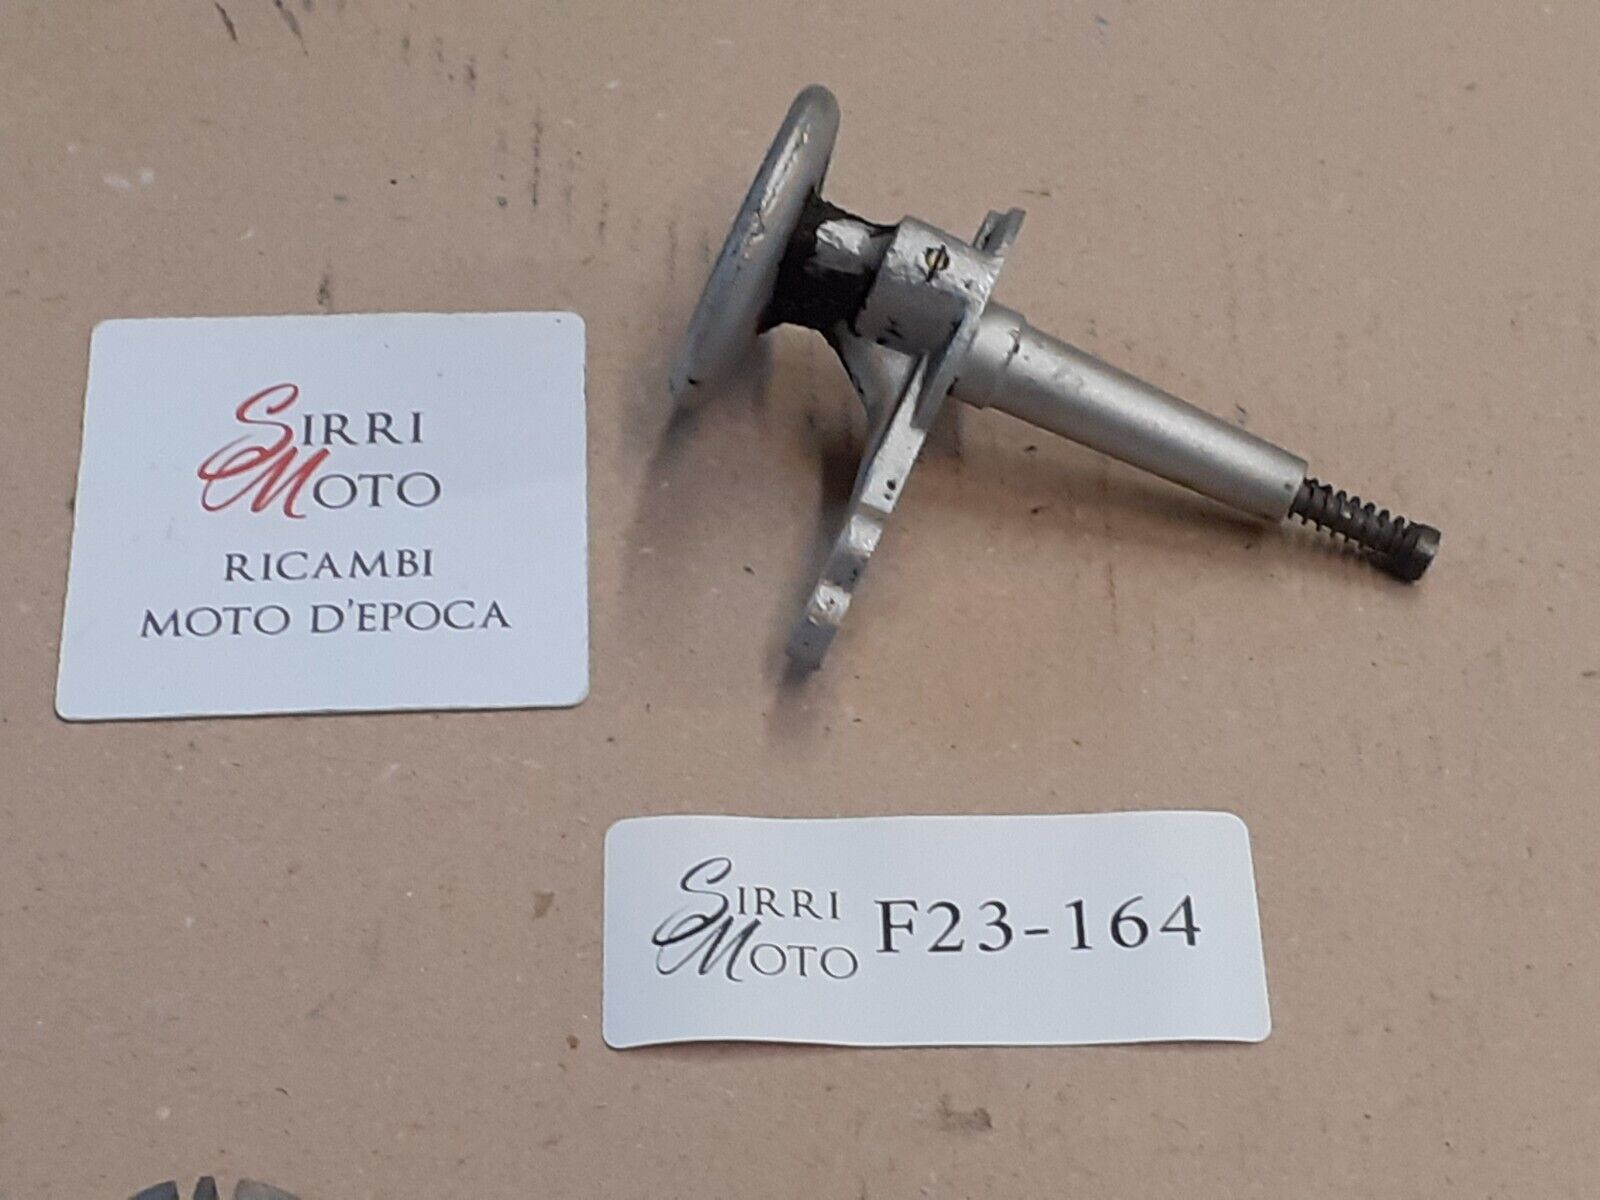 SIRRI
MOTO
RICAMBI
MOTO D'EPOCA
SIRRI
MOTO
F23-164